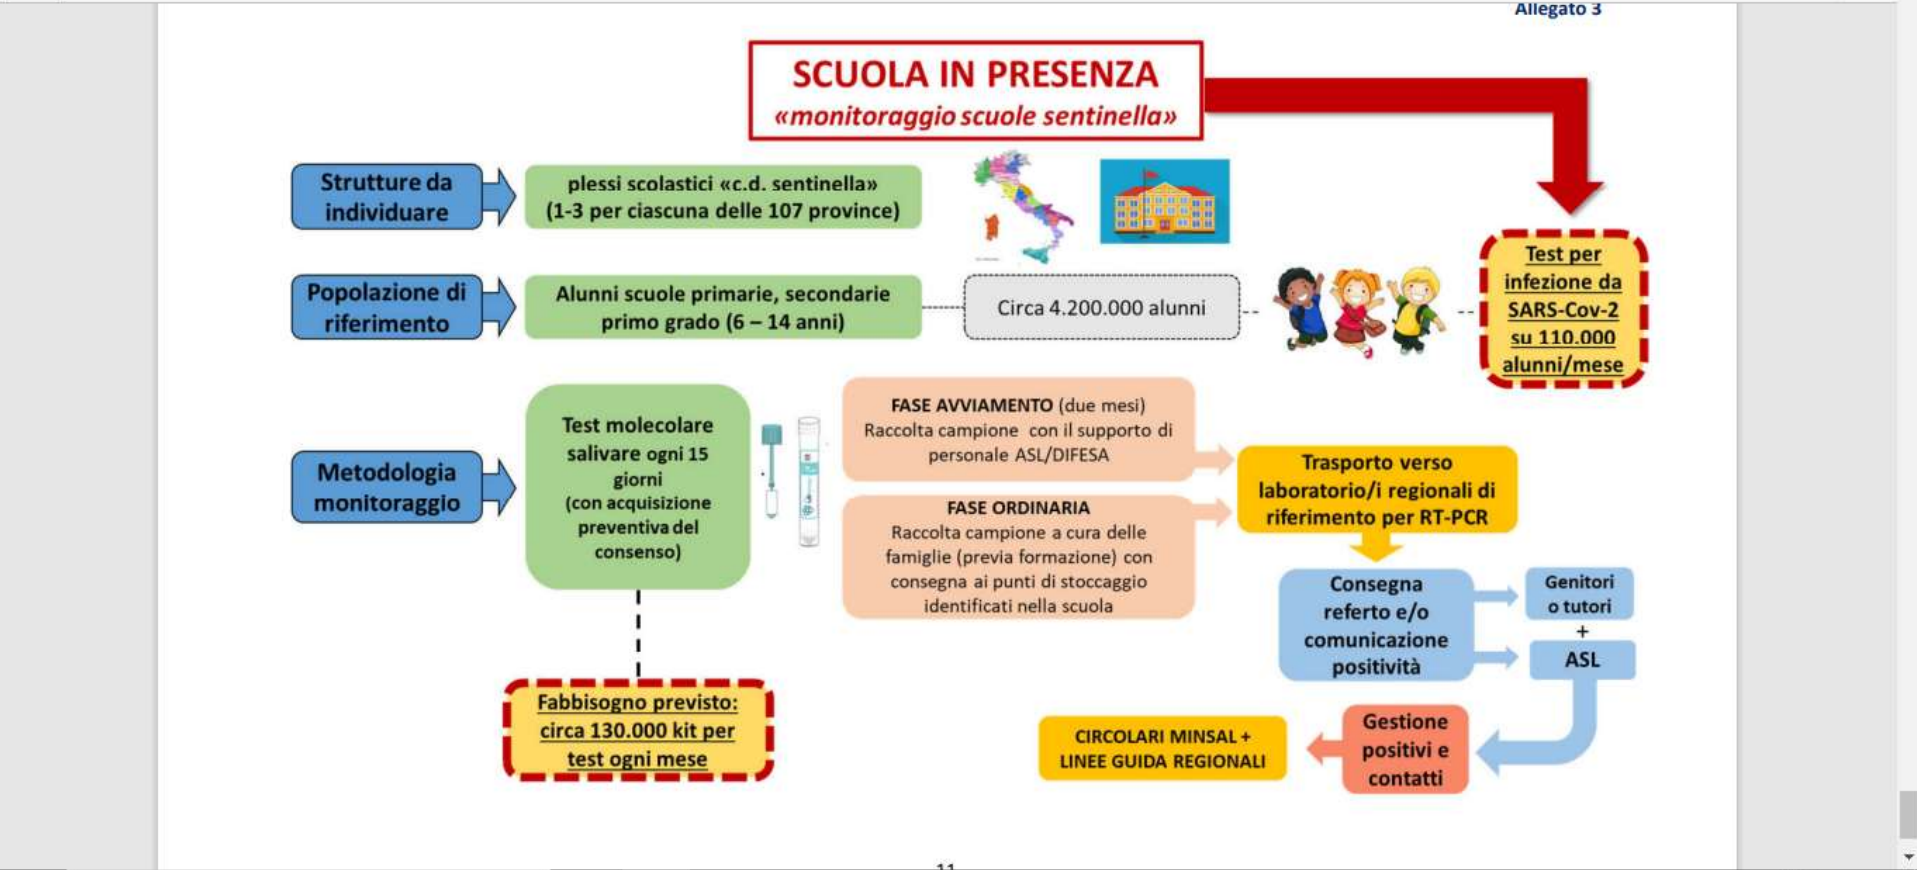 Allegato 3
SCUOLA IN PRESENZA
«monitoraggio scuole sentinella»
Strutture da
individuare
plessi scolastici «c.d. sentinella»
(1-3 per ciascuna delle 107 province)
Popolazione di
riferimento
Alunni scuole primarie, secondarie
primo grado (6 – 14 anni)
Circa 4.200.000 alunni
Test per
infezione da
SARS-Cov-2
su 110.000
alunni/mese
Metodologia
monitoraggio
Test molecolare
salivare ogni 15
giorni
(con acquisizione
preventiva del
consenso)
FASE AVVIAMENTO (due mesi)
Raccolta campione con il supporto di
personale ASL/DIFESA
FASE ORDINARIA
Raccolta campione a cura delle
famiglie (previa formazione) con
consegna ai punti di stoccaggio
identificati nella scuola
Trasporto verso
laboratorio/i regionali di
riferimento per RT-PCR
Consegna
referto e/o
comunicazione
positività
Genitori
o tutori
+
ASL
Fabbisogno previsto:
circa 130.000 kit per
test ogni mese
Gestione
positivi e
contatti
CIRCOLARI MINSAL +
LINEE GUIDA REGIONALI
11